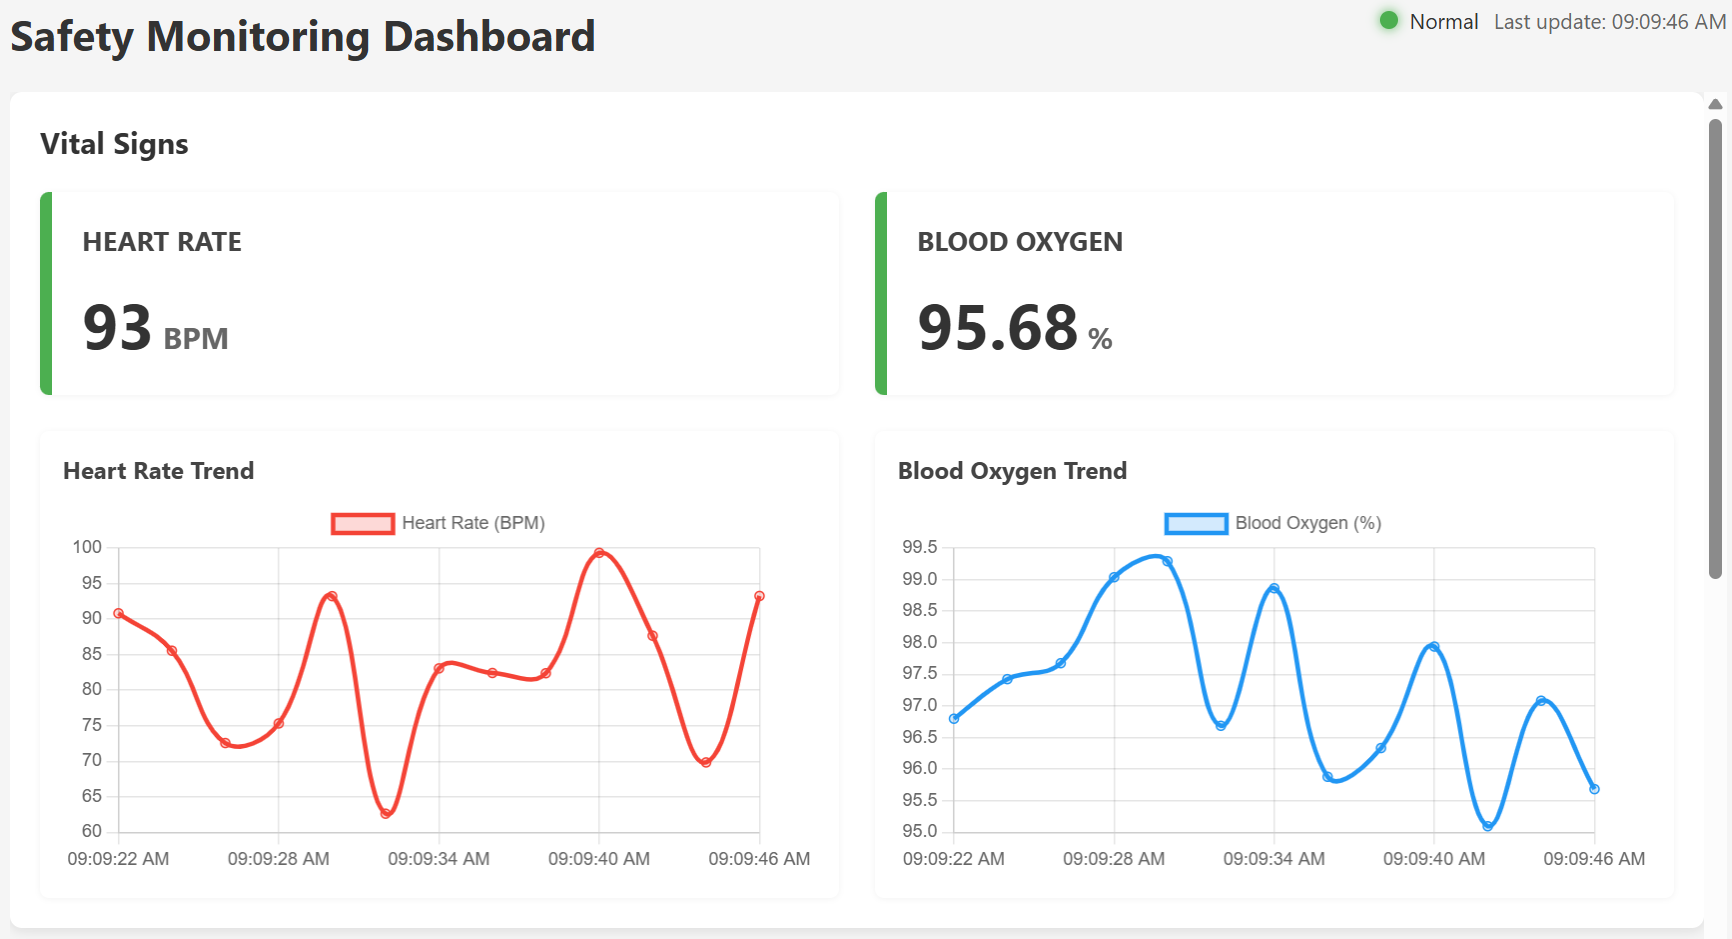 Safety Monitoring Dashboard
Normal Last update: 09:09:46 AM
Vital Signs
HEART RATE
93 BPM
BLOOD OXYGEN
95.68 %
Heart Rate Trend
Heart Rate (BPM)
100
95
90
85
80
75
70
65
60
09:09:22 AM 09:09:28 AM 09:09:34 AM 09:09:40 AM 09:09:46 AM
Blood Oxygen Trend
Blood Oxygen (%)
99.5
99.0
98.5
98.0
97.5
97.0
96.5
96.0
95.5
95.0
09:09:22 AM 09:09:28 AM 09:09:34 AM 09:09:40 AM 09:09:46 AM